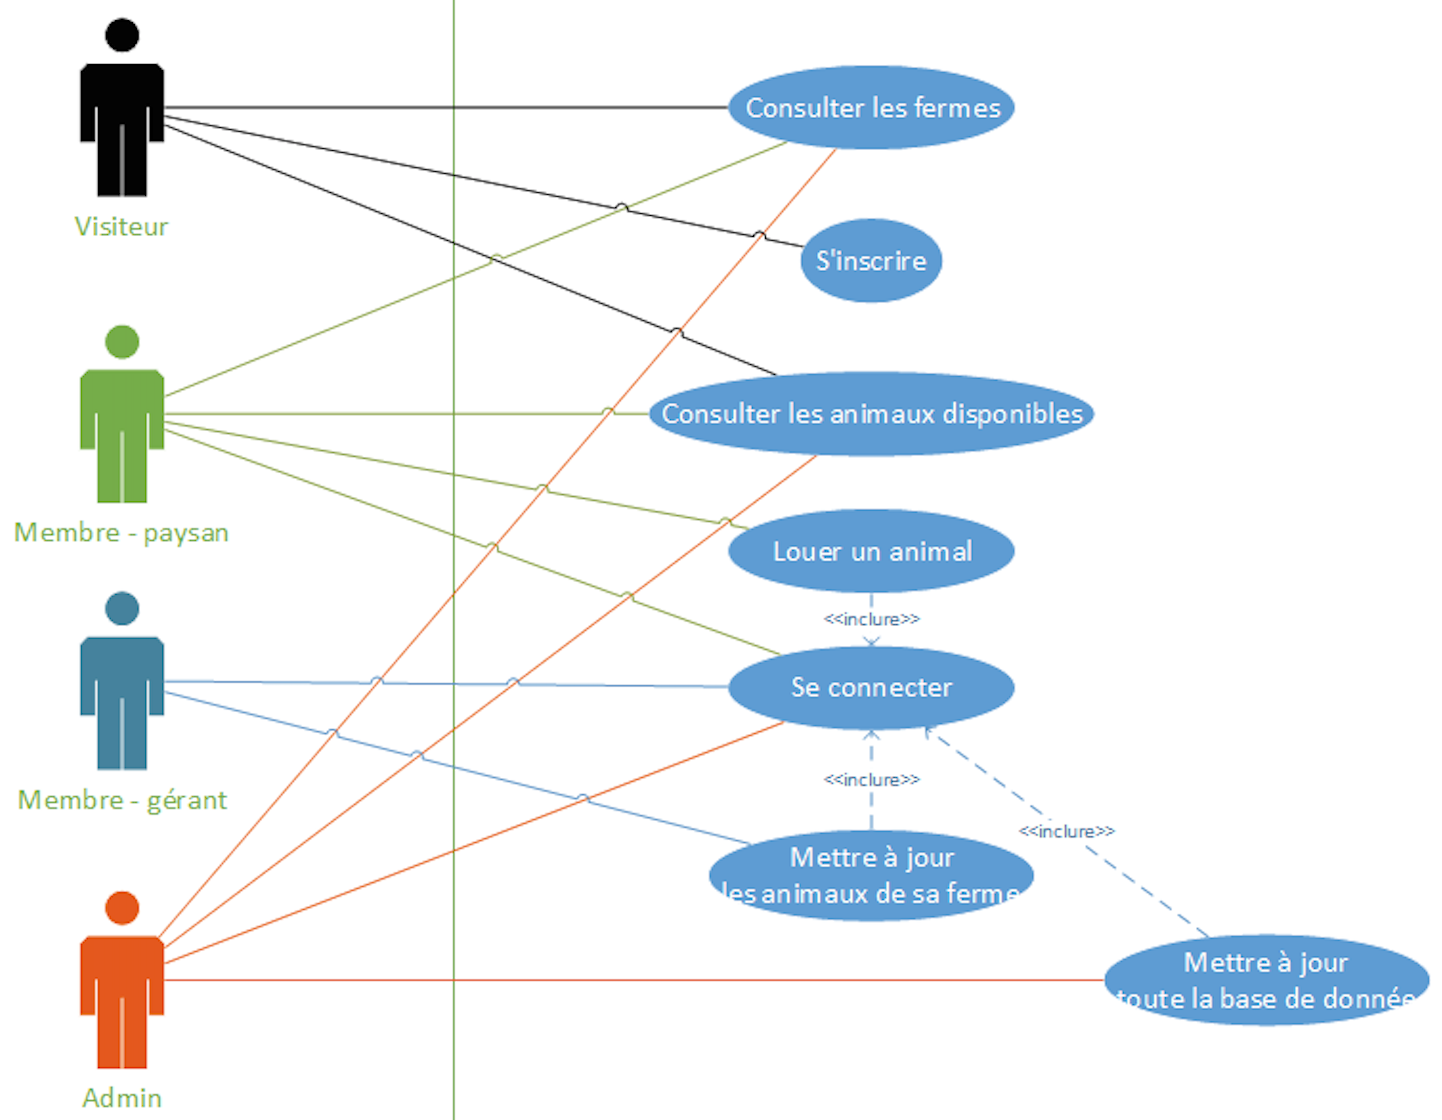 Consulter les fermes
Visiteur
S'inscrire
Consulter les animaux disponibles
Membre - paysan
Louer un animal
<<inclure>>
Se connecter
<<inclure>>
Membre - gérant
<<inclure>>
Mettre à jour
les animaux de sa ferme
Mettre à jour
toute la base de donnée
Admin